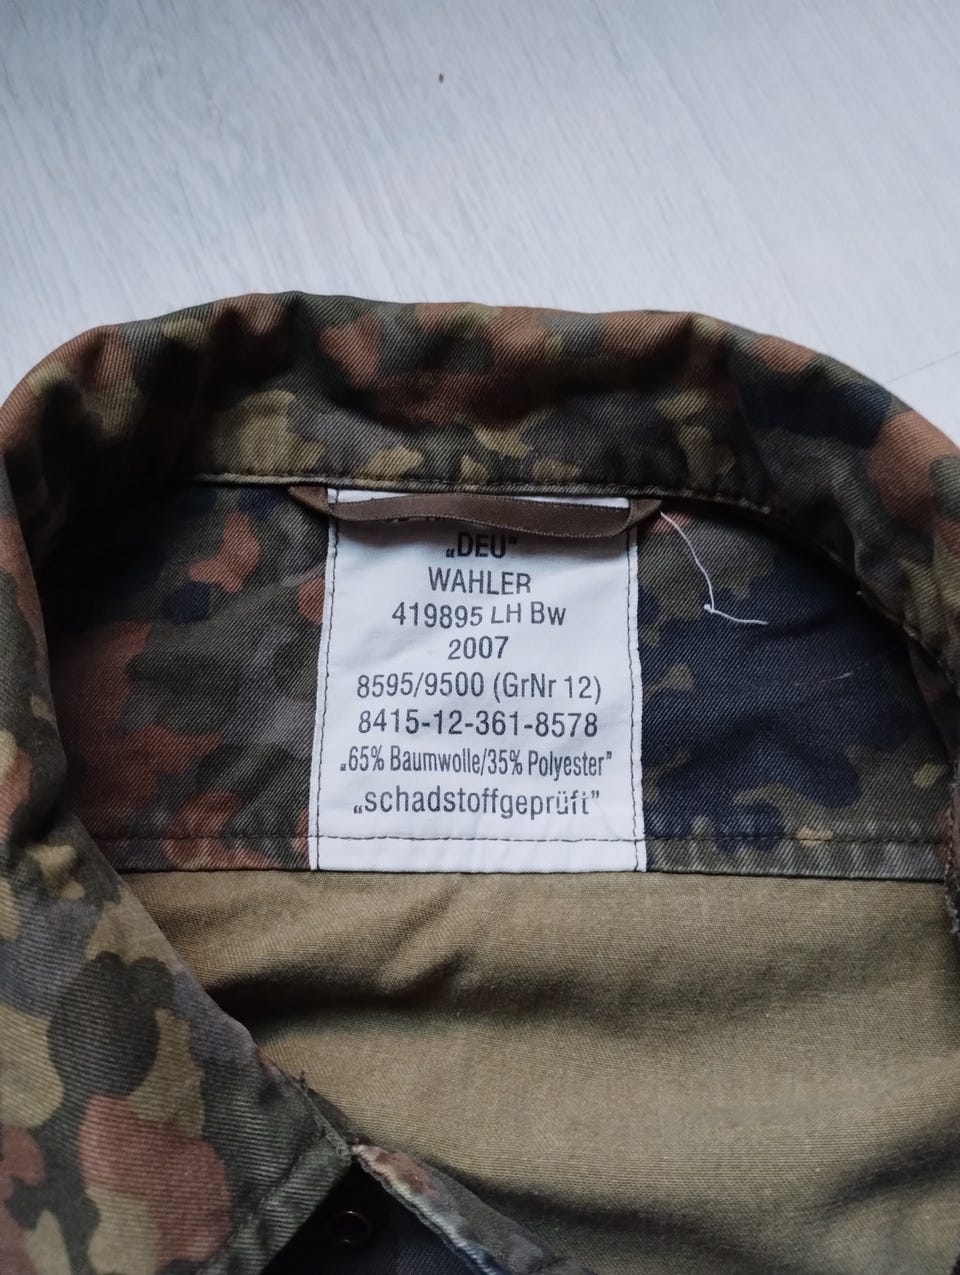 „DEU”
WAHLER
419895 LH Bw
2007
8595/9500 (GrNr 12)
8415-12-361-8578
„65% Baumwolle/35% Polyester”
„schadstoffgeprüft”